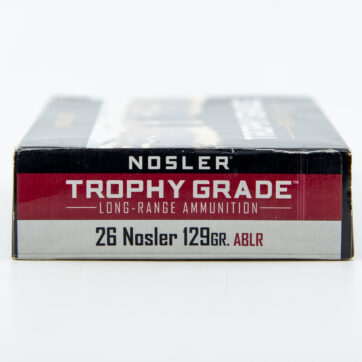 NOSLER®
TROPHY GRADE™
LONG-RANGE AMMUNITION
26 Nosler 129GR. ABLR